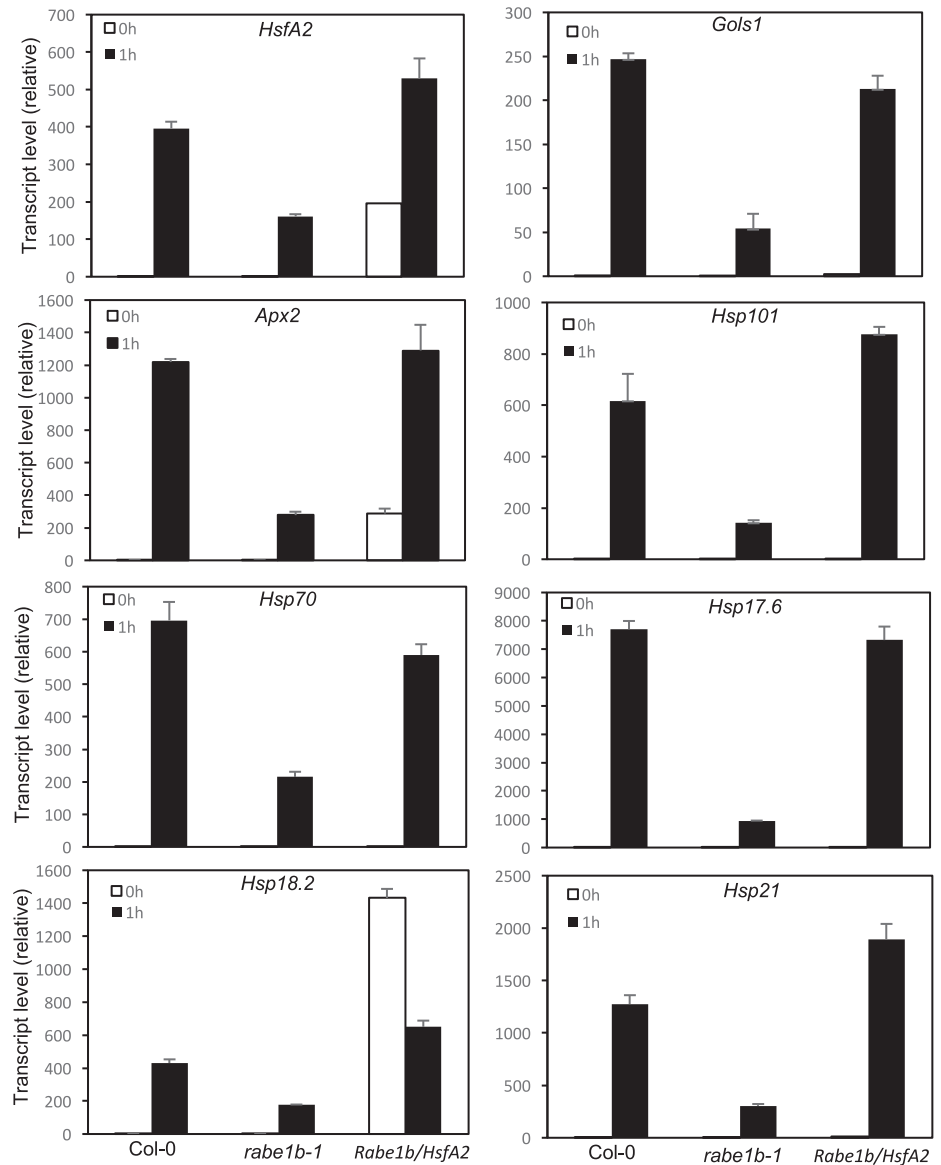 HsfA2
0h
1h
Transcript level (relative)
700
600
500
400
300
200
100
0
Gols1
0h
1h
300
250
200
150
100
50
0
Apx2
0h
1h
Transcript level (relative)
1600
1400
1200
1000
800
600
400
200
0
Hsp101
0h
1h
1000
800
600
400
200
0
Hsp70
0h
1h
Transcript level (relative)
800
700
600
500
400
300
200
100
0
Hsp17.6
0h
1h
9000
8000
7000
6000
5000
4000
3000
2000
1000
0
Hsp18.2
0h
1h
Transcript level (relative)
1600
1400
1200
1000
800
600
400
200
0
Col-0 rabe1b-1 Rabe1b/HsfA2
Hsp21
0h
1h
2500
2000
1500
1000
500
0
Col-0 rabe1b-1 Rabe1b/HsfA2